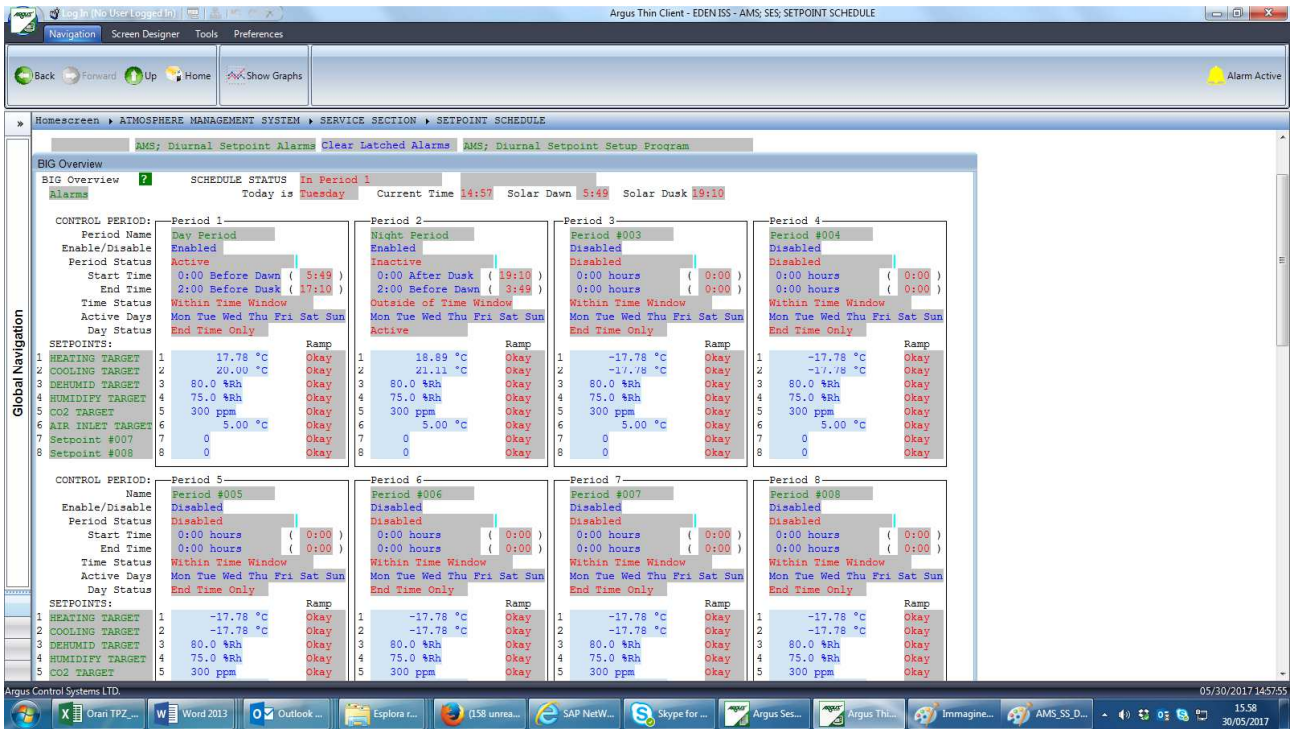 Argus Log In (No User Logged In) Argus Thin Client - EDEN ISS - AMS; SES; SETPOINT SCHEDULE
Navigation Screen Designer Tools Preferences
Back Forward Up Home Show Graphs Alarm Active
» Homescreen ATMOSPHERE MANAGEMENT SYSTEM SERVICE SECTION SETPOINT SCHEDULE
AMS; Diurnal Setpoint Alarms Clear Latched Alarms AMS; Diurnal Setpoint Setup Program
BIG Overview
BIG Overview ? SCHEDULE STATUS In Period 1
Alarms Today is Tuesday Current Time 14:57 Solar Dawn 5:49 Solar Dusk 19:10
CONTROL PERIOD: Period 1 Period 2 Period 3 Period 4
Period Name Day Period Night Period Period #003 Period #004
Enable/Disable Enabled Enabled Disabled Disabled
Period Status Active Inactive Disabled Disabled
Start Time 0:00 Before Dawn ( 5:49 ) 0:00 After Dusk ( 19:10 ) 0:00 hours ( 0:00 ) 0:00 hours ( 0:00 )
End Time 2:00 Before Dusk ( 17:10 ) 2:00 Before Dawn ( 3:49 ) 0:00 hours ( 0:00 ) 0:00 hours ( 0:00 )
Time Status Within Time Window Outside of Time Window Within Time Window Within Time Window
Active Days Mon Tue Wed Thu Fri Sat Sun Mon Tue Wed Thu Fri Sat Sun Mon Tue Wed Thu Fri Sat Sun Mon Tue Wed Thu Fri Sat Sun
Day Status End Time Only Active End Time Only End Time Only
SETPOINTS: Ramp Ramp Ramp Ramp
1 HEATING TARGET 1 17.78 °C Okay 1 18.89 °C Okay 1 -17.78 °C Okay 1 -17.78 °C Okay
2 COOLING TARGET 2 20.00 °C Okay 2 21.11 °C Okay 2 -17.78 °C Okay 2 -17.78 °C Okay
3 DEHUMID TARGET 3 80.0 %Rh Okay 3 80.0 %Rh Okay 3 80.0 %Rh Okay 3 80.0 %Rh Okay
4 HUMIDIFY TARGET 4 75.0 %Rh Okay 4 75.0 %Rh Okay 4 75.0 %Rh Okay 4 75.0 %Rh Okay
5 CO2 TARGET 5 300 ppm Okay 5 300 ppm Okay 5 300 ppm Okay 5 300 ppm Okay
6 AIR INLET TARGET 6 5.00 °C Okay 6 5.00 °C Okay 6 5.00 °C Okay 6 5.00 °C Okay
7 Setpoint #007 7 0 Okay 7 0 Okay 7 0 Okay 7 0 Okay
8 Setpoint #008 8 0 Okay 8 0 Okay 8 0 Okay 8 0 Okay
CONTROL PERIOD: Period 5 Period 6 Period 7 Period 8
Name Period #005 Period #006 Period #007 Period #008
Enable/Disable Disabled Disabled Disabled Disabled
Period Status Disabled Disabled Disabled Disabled
Start Time 0:00 hours ( 0:00 ) 0:00 hours ( 0:00 ) 0:00 hours ( 0:00 ) 0:00 hours ( 0:00 )
End Time 0:00 hours ( 0:00 ) 0:00 hours ( 0:00 ) 0:00 hours ( 0:00 ) 0:00 hours ( 0:00 )
Time Status Within Time Window Within Time Window Within Time Window Within Time Window
Active Days Mon Tue Wed Thu Fri Sat Sun Mon Tue Wed Thu Fri Sat Sun Mon Tue Wed Thu Fri Sat Sun Mon Tue Wed Thu Fri Sat Sun
Day Status End Time Only End Time Only End Time Only End Time Only
SETPOINTS: Ramp Ramp Ramp Ramp
1 HEATING TARGET 1 -17.78 °C Okay 1 -17.78 °C Okay 1 -17.78 °C Okay 1 -17.78 °C Okay
2 COOLING TARGET 2 -17.78 °C Okay 2 -17.78 °C Okay 2 -17.78 °C Okay 2 -17.78 °C Okay
3 DEHUMID TARGET 3 80.0 %Rh Okay 3 80.0 %Rh Okay 3 80.0 %Rh Okay 3 80.0 %Rh Okay
4 HUMIDIFY TARGET 4 75.0 %Rh Okay 4 75.0 %Rh Okay 4 75.0 %Rh Okay 4 75.0 %Rh Okay
5 CO2 TARGET 5 300 ppm Okay 5 300 ppm Okay 5 300 ppm Okay 5 300 ppm Okay
Global Navigation
Argus Control Systems LTD. 05/30/2017 14:57:55
Orari TPZ_... Word 2013 Outlook ... Esplora r... (158 unrea... SAP NetW... Skype for ... Argus Ses... Argus Thi... Immagine... AMS_SS_D... 15.58
30/05/2017